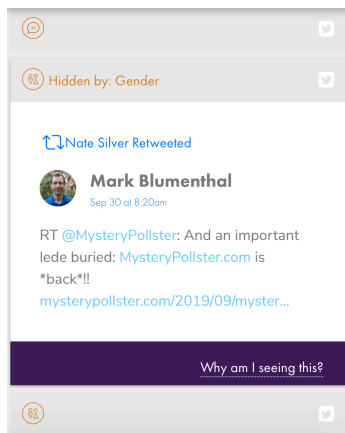 Hidden by: Gender
Nate Silver Retweeted
Mark Blumenthal
Sep 30 at 8:20am
RT @MysteryPollster: And an important
lede buried: MysteryPollster.com is
*back*!!
mysterypollster.com/2019/09/myster...
Why am I seeing this?